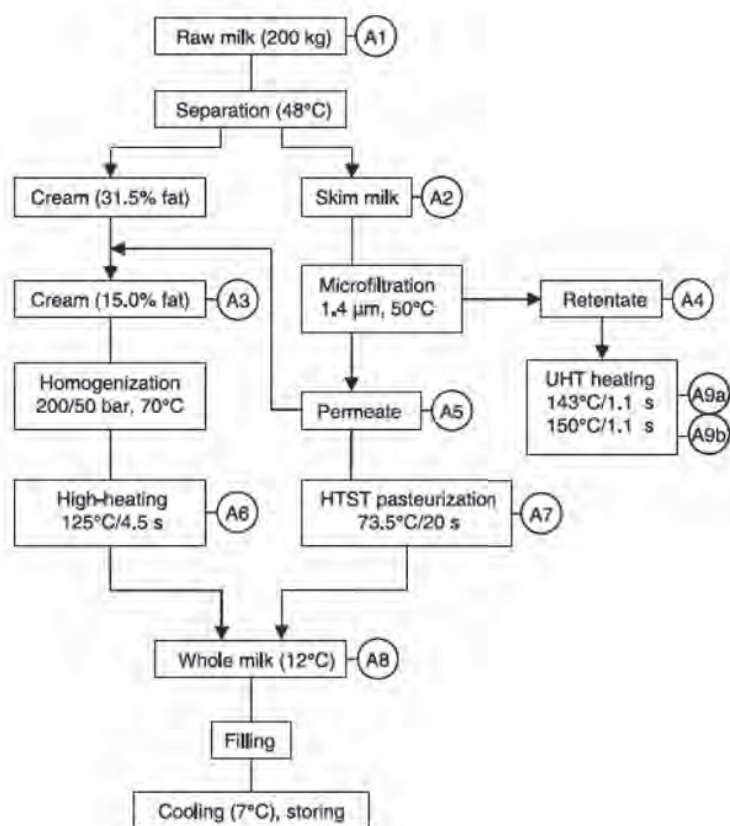 Raw milk (200 kg)
A1
Separation (48°C)
Cream (31.5% fat)
Skim milk
A2
Cream (15.0% fat)
A3
Microfiltration
1.4 µm, 50°C
Retentate
A4
Homogenization
200/50 bar, 70°C
Permeate
A5
UHT heating
143°C/1.1 s
A9a
150°C/1.1 s
A9b
High-heating
125°C/4.5 s
A6
HTST pasteurization
73.5°C/20 s
A7
Whole milk (12°C)
A8
Filling
Cooling (7°C), storing